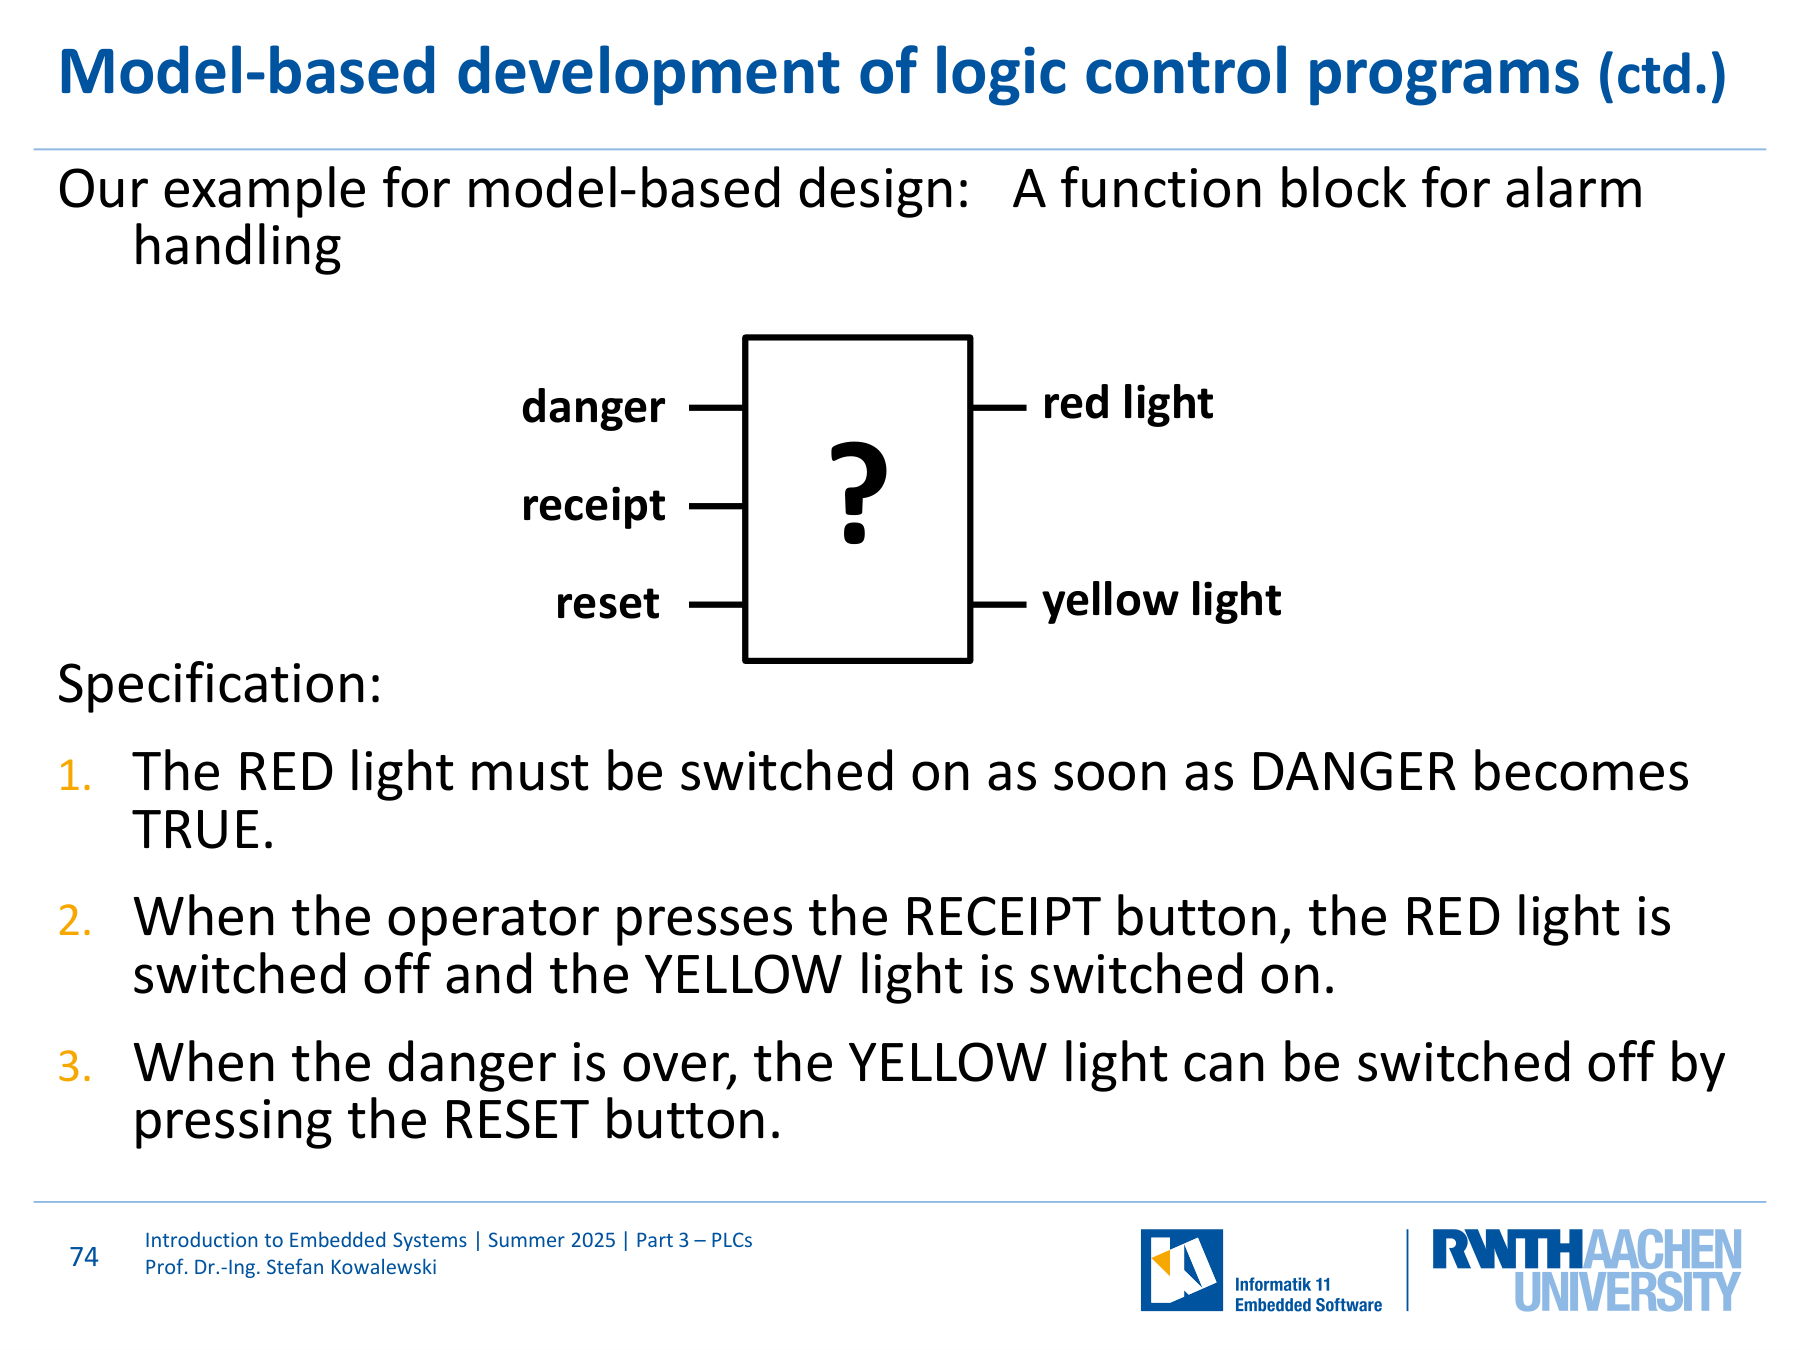 Model-based development of logic control programs (ctd.)
Our example for model-based design: A function block for alarm
handling
danger
red light
?
receipt
reset
yellow light
Specification:
1. The RED light must be switched on as soon as DANGER becomes
TRUE.
2. When the operator presses the RECEIPT button, the RED light is
switched off and the YELLOW light is switched on.
3. When the danger is over, the YELLOW light can be switched off by
pressing the RESET button.
74
Introduction to Embedded Systems | Summer 2025 | Part 3 – PLCs
Prof. Dr.-Ing. Stefan Kowalewski
Informatik 11
Embedded Software
RWTHAACHEN
UNIVERSITY